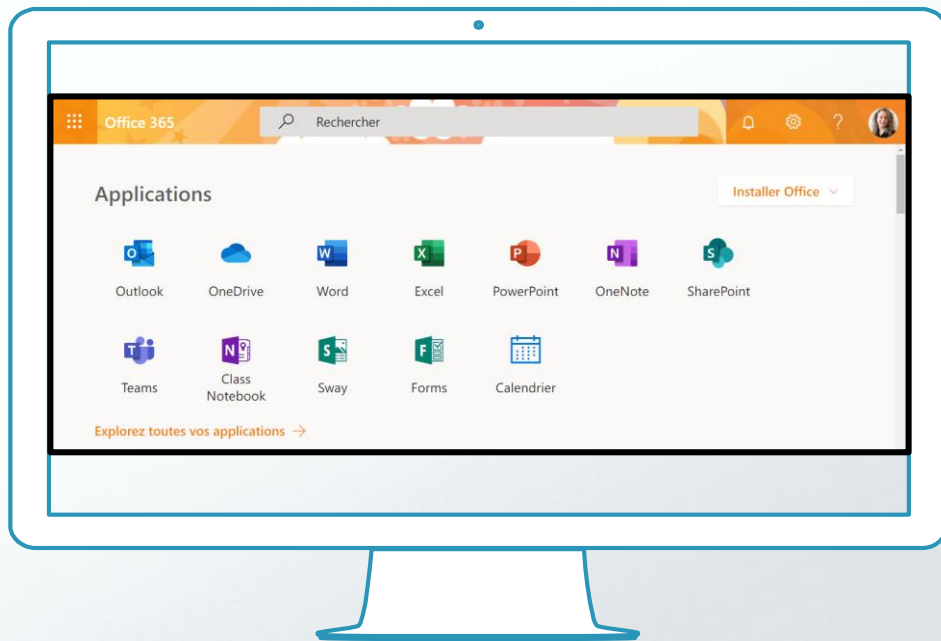 Office 365
Rechercher
?
Applications
Installer Office
Outlook
OneDrive
Word
Excel
PowerPoint
OneNote
SharePoint
Teams
Class
Notebook
Sway
Forms
Calendrier
Explorez toutes vos applications →